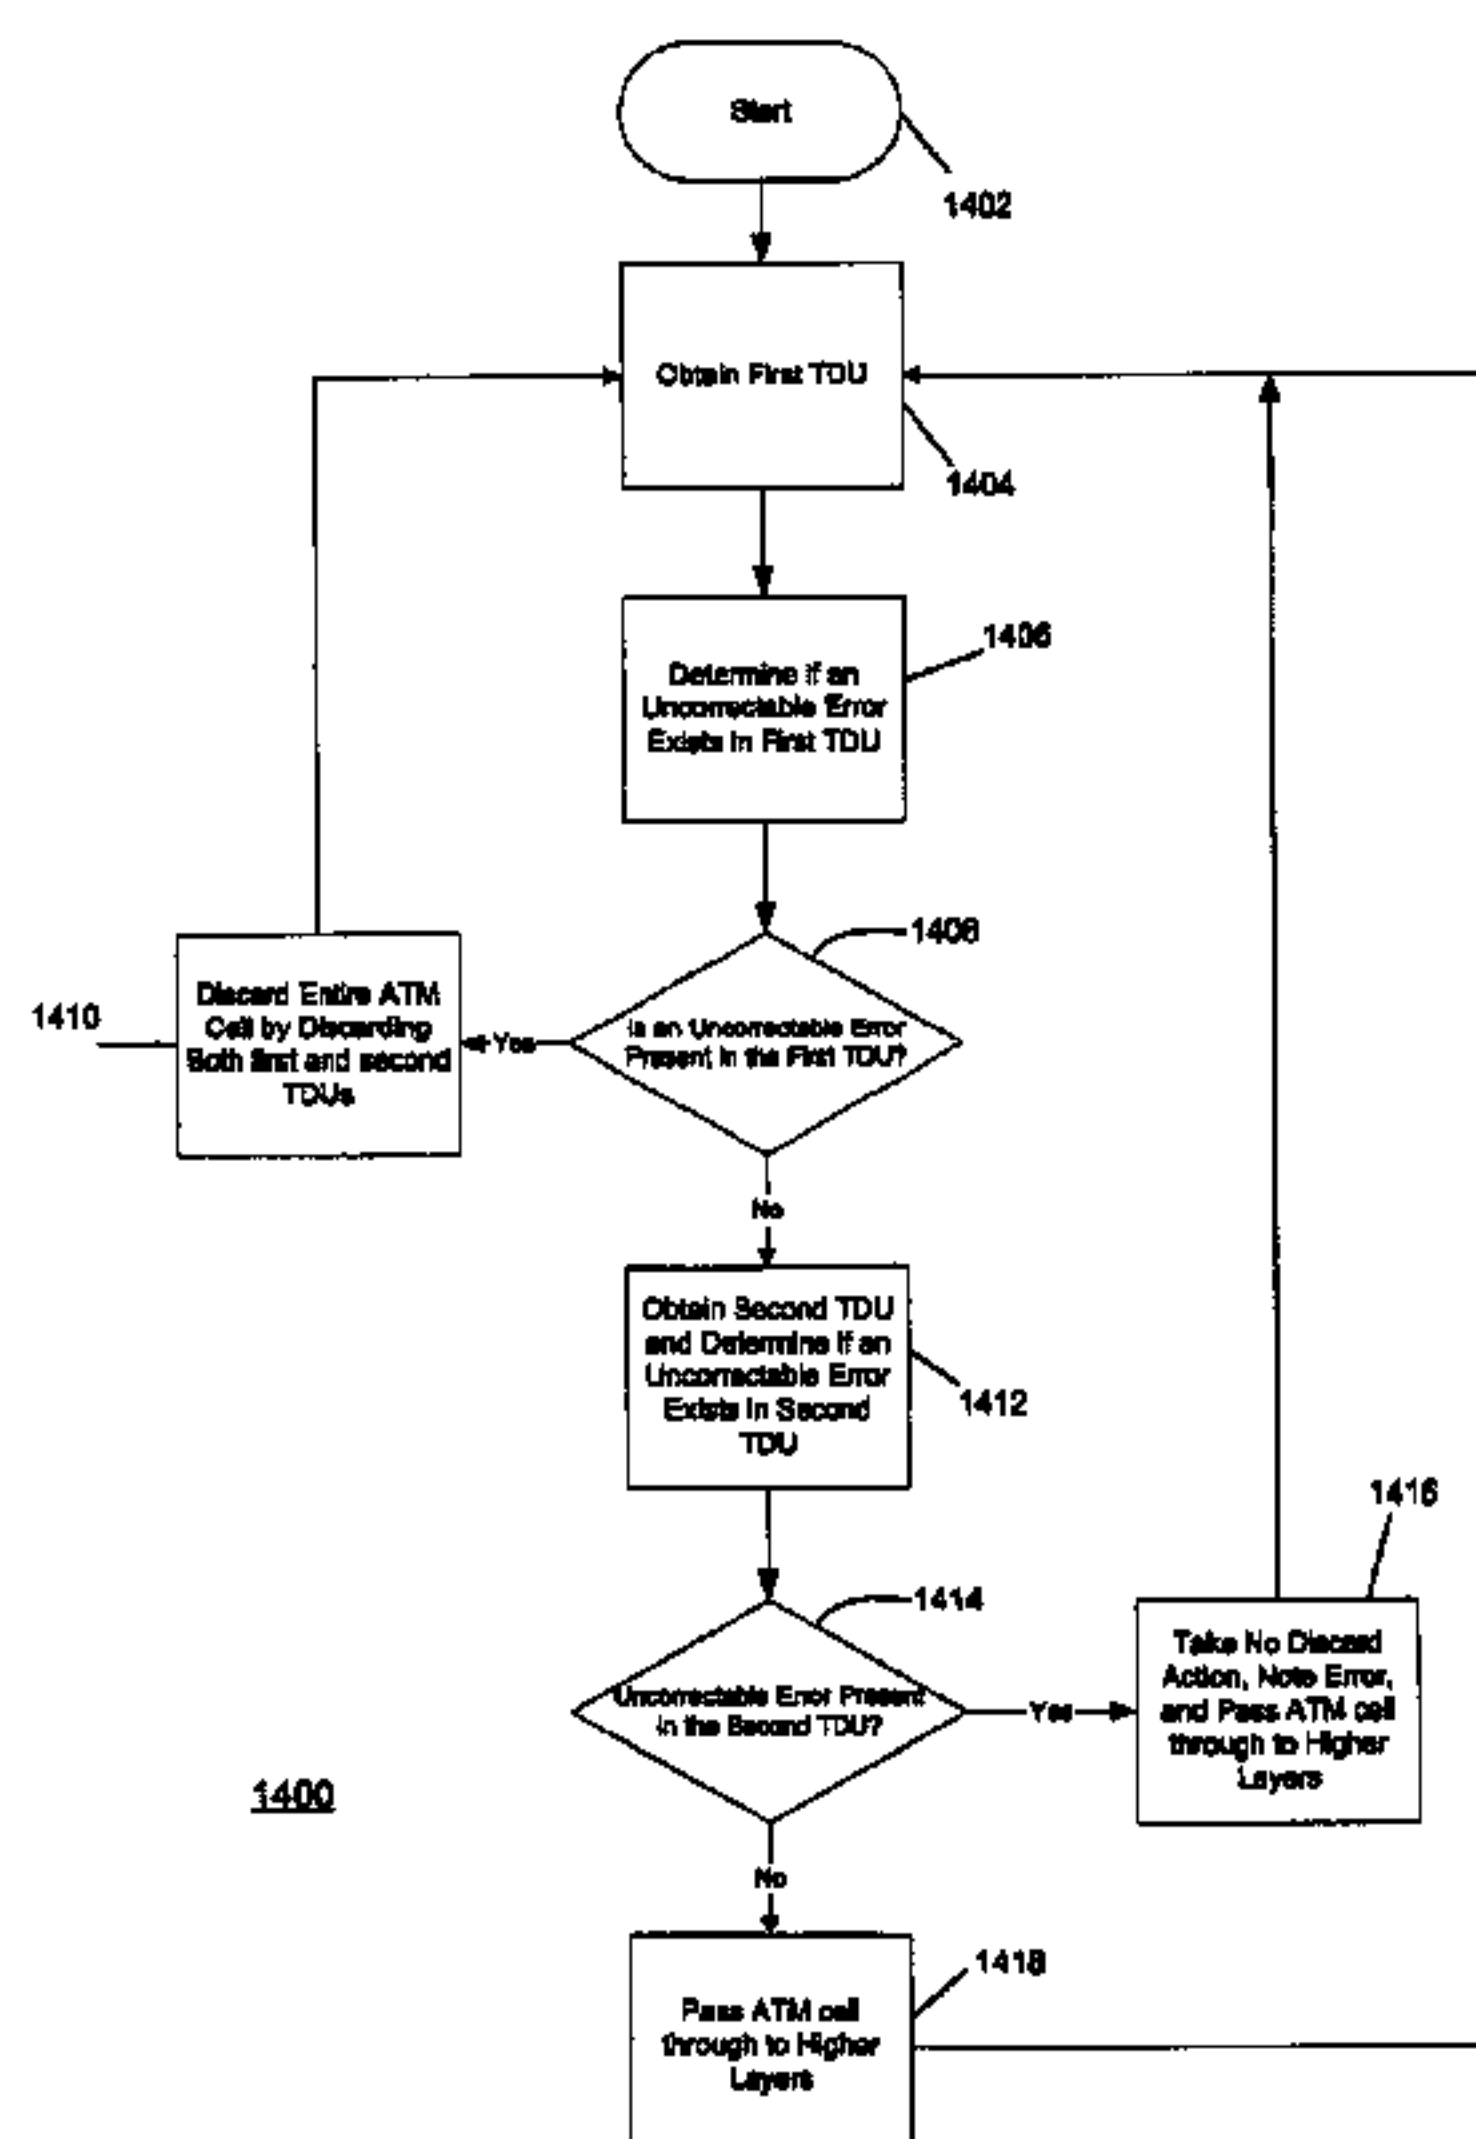 Start
1402
Obtain First TDU
1404
Determine if an
Uncorrectable Error
Exists in First TDU
1406
1408
Discard Entire ATM
Cell by Discarding
Both first and second
TDUs
1410
Yes
Is an Uncorrectable Error
Present in the First TDU?
No
Obtain Second TDU
and Determine if an
Uncorrectable Error
Exists in Second
TDU
1412
1416
1414
Uncorrectable Error Present
in the Second TDU?
Yes
Take No Discard
Action, Note Error,
and Pass ATM cell
through to Higher
Layers
1400
No
1418
Pass ATM cell
through to Higher
Layers